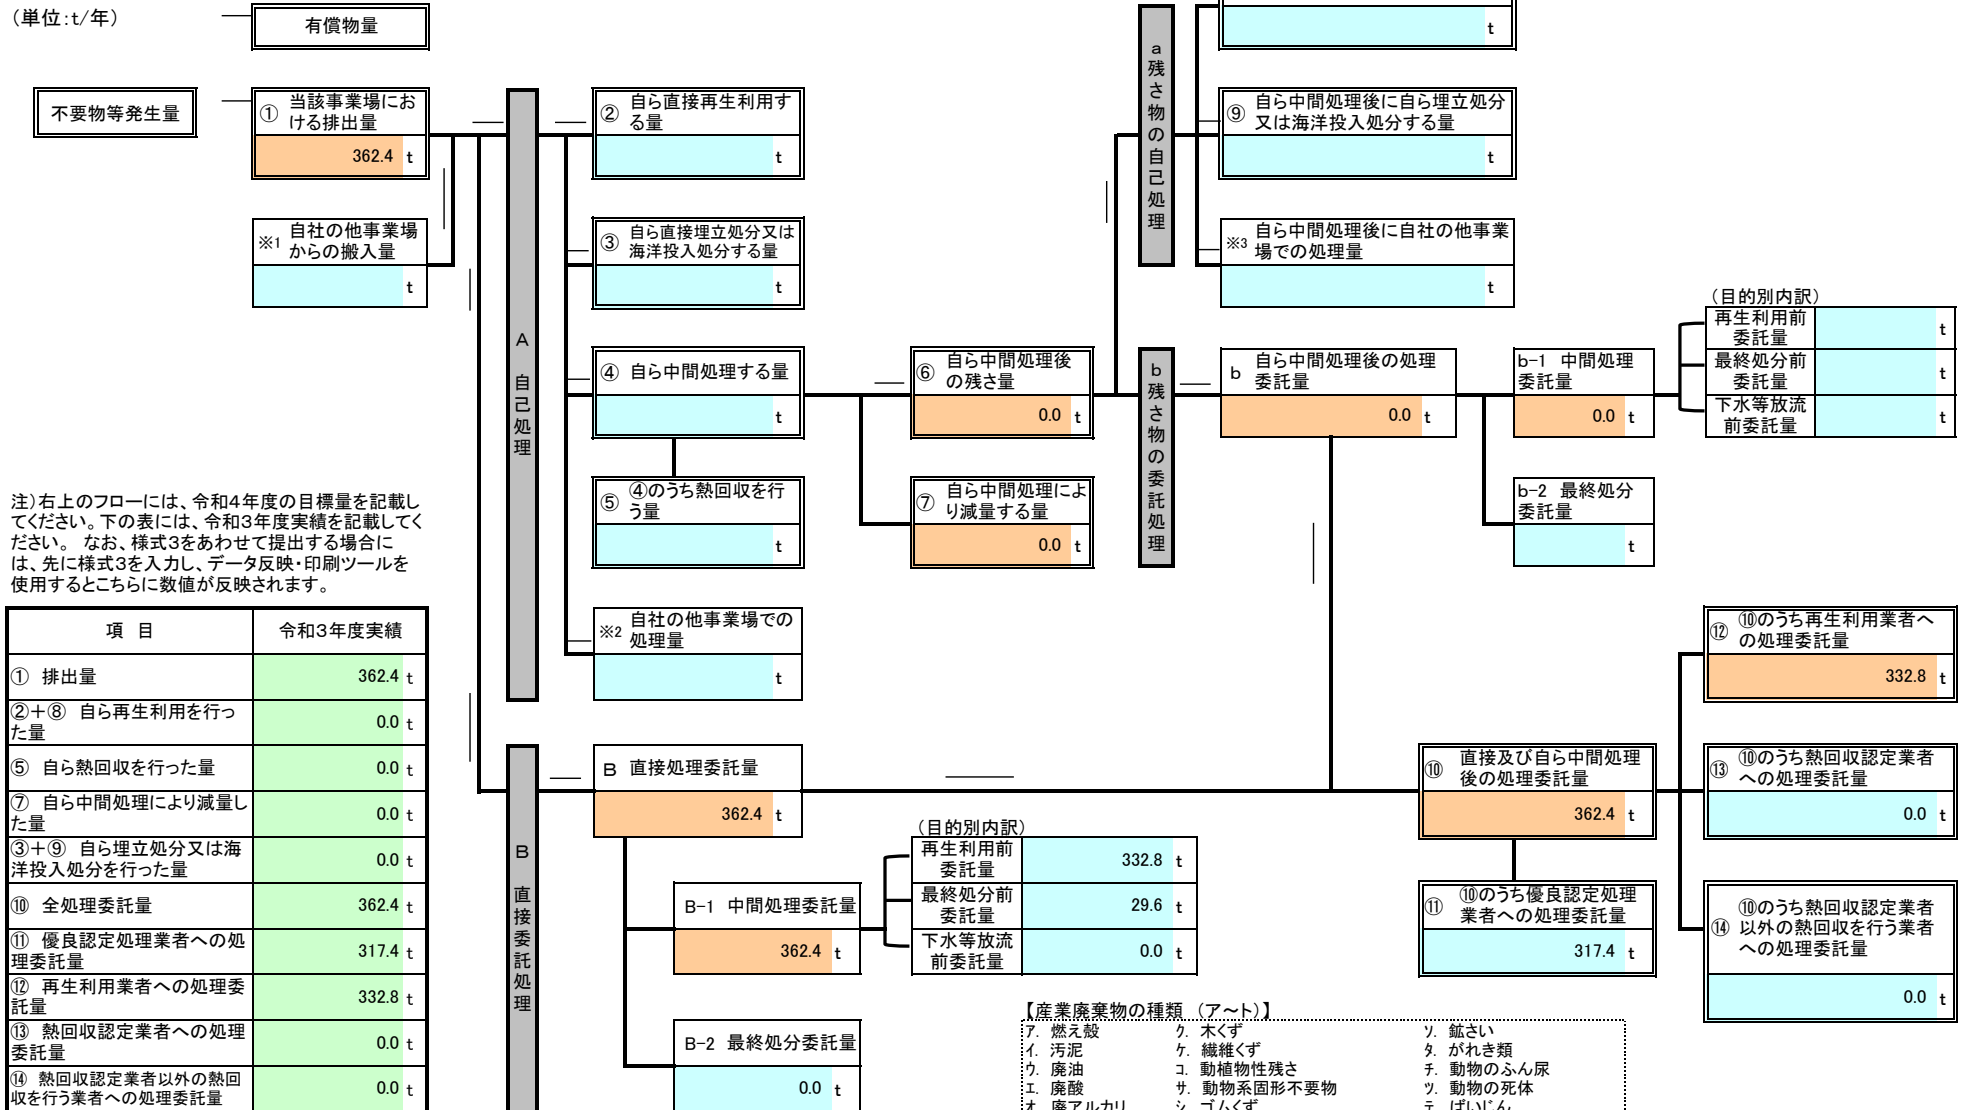 (単位:t/年)
有償物量
t
不要物等発生量
① 当該事業場にお
ける排出量
362.4 t
※1 自社の他事業場
からの搬入量
t
A 自己処理
② 自ら直接再生利用す
る量
t
③ 自ら直接埋立処分又は
海洋投入処分する量
t
④ 自ら中間処理する量
t
⑤ ④のうち熱回収を行
う量
t
※2 自社の他事業場での
処理量
t
⑥ 自ら中間処理後
の残さ量
0.0 t
⑦ 自ら中間処理によ
り減量する量
0.0 t
a残さ物の自己処理
⑨ 自ら中間処理後に自ら埋立処分
又は海洋投入処分する量
t
※3 自ら中間処理後に自社の他事業
場での処理量
t
b残さ物の委託処理
b 自ら中間処理後の処理
委託量
0.0 t
b-1 中間処理
委託量
0.0 t
b-2 最終処分
委託量
t
(目的別内訳)
再生利用前
委託量
t
最終処分前
委託量
t
下水等放流
前委託量
t
注)右上のフローには、令和4年度の目標量を記載し
てください。下の表には、令和3年度実績を記載してく
ださい。 なお、様式3をあわせて提出する場合に
は、先に様式3を入力し、データ反映・印刷ツールを
使用するとこちらに数値が反映されます。
項 目 令和3年度実績
① 排出量 362.4 t
②+⑧ 自ら再生利用を行っ
た量 0.0 t
⑤ 自ら熱回収を行った量 0.0 t
⑦ 自ら中間処理により減量し
た量 0.0 t
③+⑨ 自ら埋立処分又は海
洋投入処分を行った量 0.0 t
⑩ 全処理委託量 362.4 t
⑪ 優良認定処理業者への処
理委託量 317.4 t
⑫ 再生利用業者への処理委
託量 332.8 t
⑬ 熱回収認定業者への処理
委託量 0.0 t
⑭ 熱回収認定業者以外の熱回
収を行う業者への処理委託量 0.0 t
B 直接委託処理
B 直接処理委託量
362.4 t
B-1 中間処理委託量
362.4 t
B-2 最終処分委託量
0.0 t
(目的別内訳)
再生利用前
委託量
332.8 t
最終処分前
委託量
29.6 t
下水等放流
前委託量
0.0 t
⑩ 直接及び自ら中間処理
後の処理委託量
362.4 t
⑪ ⑩のうち優良認定処理
業者への処理委託量
317.4 t
⑫ ⑩のうち再生利用業者へ
の処理委託量
332.8 t
⑬ ⑩のうち熱回収認定業者
への処理委託量
0.0 t
⑭ ⑩のうち熱回収認定業者
以外の熱回収を行う業者
への処理委託量
0.0 t
【産業廃棄物の種類 (ア~ト)】
ア. 燃え殻 ク. 木くず ソ. 鉱さい
イ. 汚泥 ケ. 繊維くず タ. がれき類
ウ. 廃油 コ. 動植物性残さ チ. 動物のふん尿
エ. 廃酸 サ. 動物系固形不要物 ツ. 動物の死体
オ. 廃アルカリ シ. ゴムくず テ. ばいじん